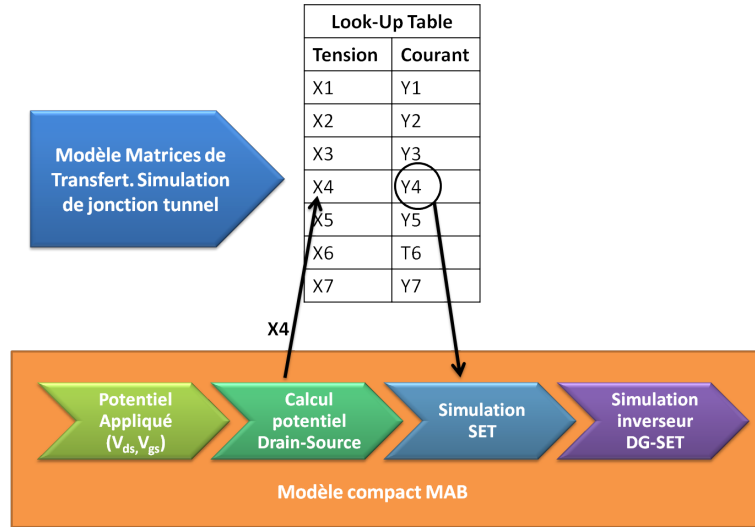 Look-Up Table
Tension Courant
X1 Y1
X2 Y2
X3 Y3
X4 Y4
X5 Y5
X6 T6
X7 Y7
Modèle Matrices de
Transfert. Simulation
de jonction tunnel
X4
Potentiel
Appliqué
(Vds,Vgs)
Calcul
potentiel
Drain-Source
Simulation
SET
Simulation
inverseur
DG-SET
Modèle compact MAB